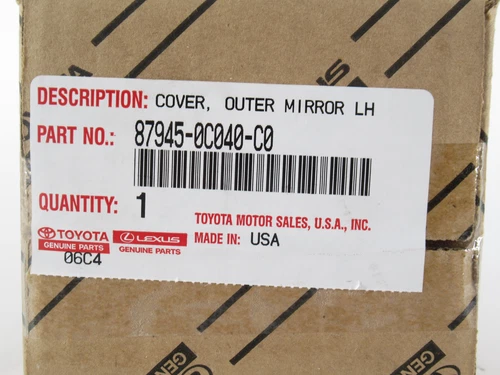 DESCRIPTION: COVER, OUTER MIRROR LH
PART NO.: 87945-0C040-C0
QUANTITY: 1
TOYOTA MOTOR SALES, U.S.A., INC.
TOYOTA GENUINE PARTS LEXUS GENUINE PARTS MADE IN: USA
06C4